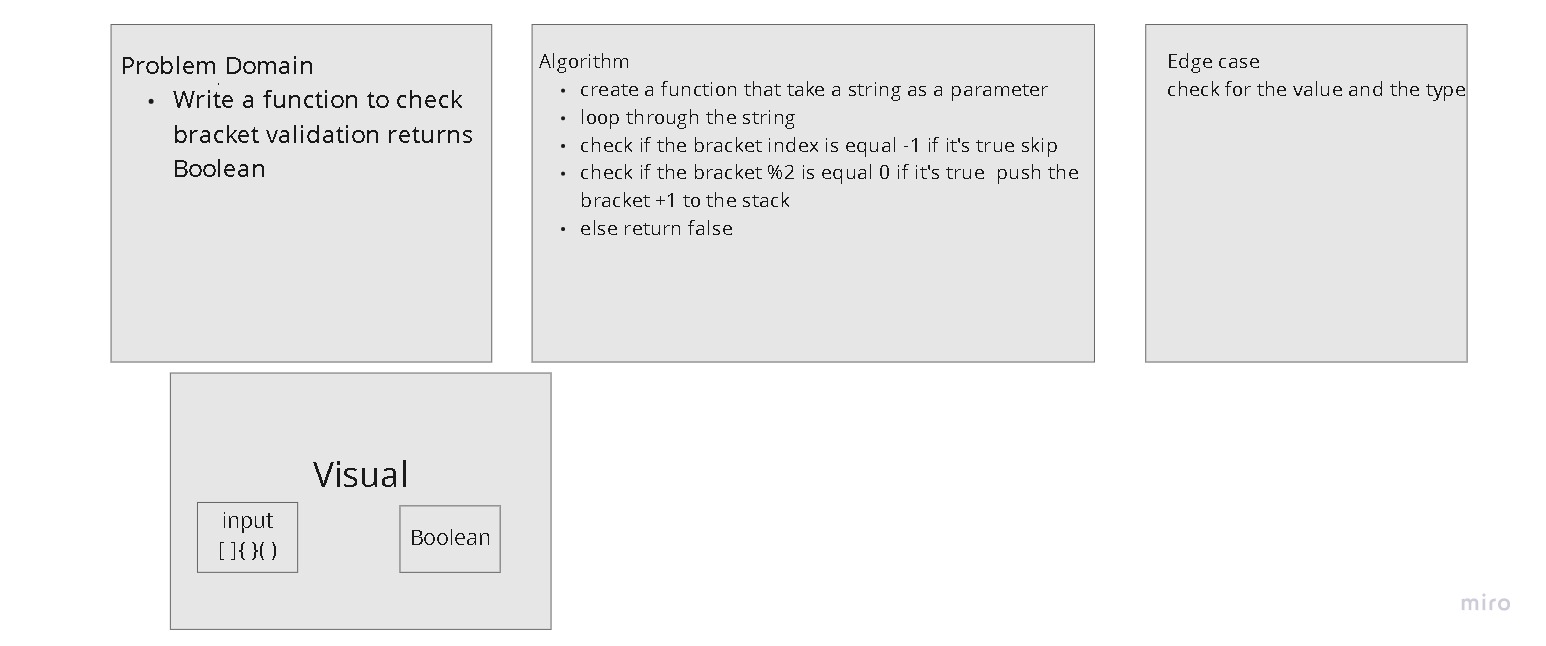 Problem Domain
• Write a function to check
bracket validation returns
Boolean
Algorithm
• create a function that take a string as a parameter
• loop through the string
• check if the bracket index is equal -1 if it's true skip
• check if the bracket %2 is equal 0 if it's true  push the
bracket +1 to the stack
• else return false
Edge case
check for the value and the type
Visual
input
[ ]{ }( )
Boolean
miro